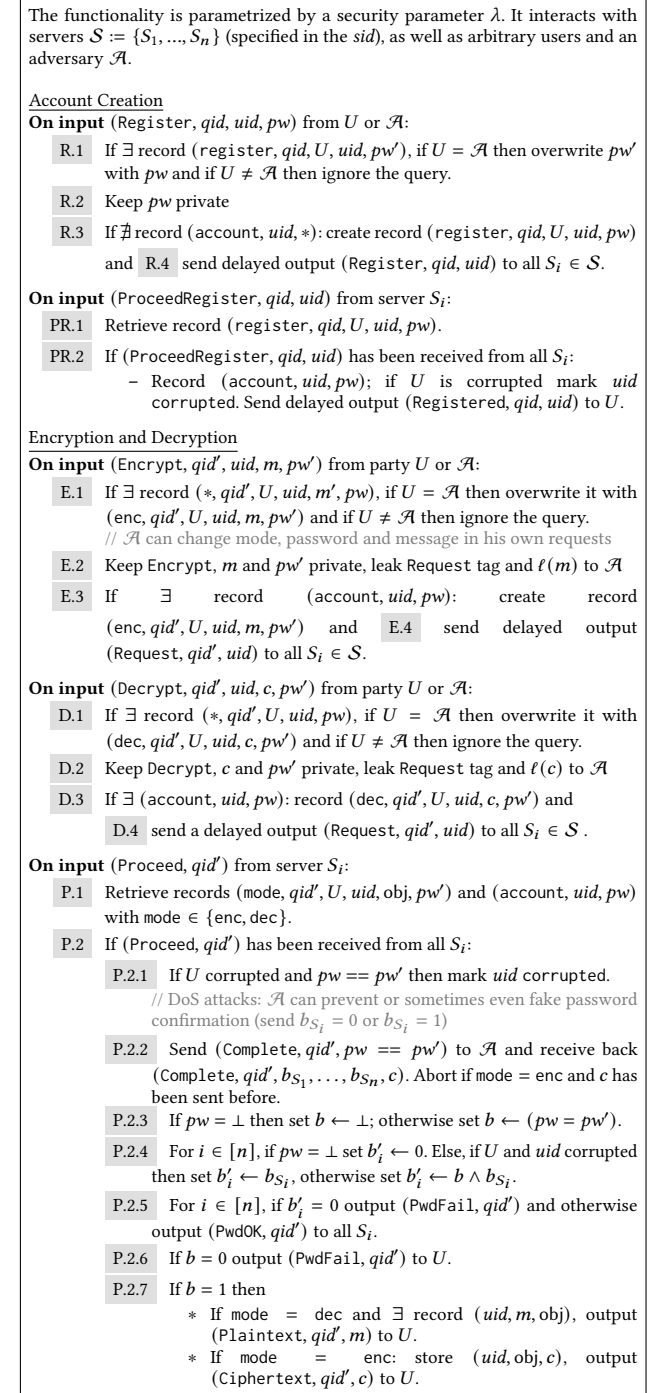 The functionality is parametrized by a security parameter λ. It interacts with
servers 𝒮 := {S₁, ..., Sₙ} (specified in the sid), as well as arbitrary users and an
adversary 𝒜.
Account Creation
On input (Register, qid, uid, pw) from U or 𝒜:
R.1 If ∃ record (register, qid, U, uid, pw′), if U = 𝒜 then overwrite pw′
with pw and if U ≠ 𝒜 then ignore the query.
R.2 Keep pw private
R.3 If ∄ record (account, uid, *): create record (register, qid, U, uid, pw)
and R.4 send delayed output (Register, qid, uid) to all Sᵢ ∈ 𝒮.
On input (ProceedRegister, qid, uid) from server Sᵢ:
PR.1 Retrieve record (register, qid, U, uid, pw).
PR.2 If (ProceedRegister, qid, uid) has been received from all Sᵢ:
– Record (account, uid, pw); if U is corrupted mark uid
corrupted. Send delayed output (Registered, qid, uid) to U.
Encryption and Decryption
On input (Encrypt, qid′, uid, m, pw′) from party U or 𝒜:
E.1 If ∃ record (*, qid′, U, uid, m′, pw), if U = 𝒜 then overwrite it with
(enc, qid′, U, uid, m, pw′) and if U ≠ 𝒜 then ignore the query.
// 𝒜 can change mode, password and message in his own requests
E.2 Keep Encrypt, m and pw′ private, leak Request tag and ℓ(m) to 𝒜
E.3 If ∃ record (account, uid, pw): create record
(enc, qid′, U, uid, m, pw′) and E.4 send delayed output
(Request, qid′, uid) to all Sᵢ ∈ 𝒮.
On input (Decrypt, qid′, uid, c, pw′) from party U or 𝒜:
D.1 If ∃ record (*, qid′, U, uid, pw), if U = 𝒜 then overwrite it with
(dec, qid′, U, uid, c, pw′) and if U ≠ 𝒜 then ignore the query.
D.2 Keep Decrypt, c and pw′ private, leak Request tag and ℓ(c) to 𝒜
D.3 If ∃ (account, uid, pw): record (dec, qid′, U, uid, c, pw′) and
D.4 send a delayed output (Request, qid′, uid) to all Sᵢ ∈ 𝒮 .
On input (Proceed, qid′) from server Sᵢ:
P.1 Retrieve records (mode, qid′, U, uid, obj, pw′) and (account, uid, pw)
with mode ∈ {enc, dec}.
P.2 If (Proceed, qid′) has been received from all Sᵢ:
P.2.1 If U corrupted and pw == pw′ then mark uid corrupted.
// DoS attacks: 𝒜 can prevent or sometimes even fake password
confirmation (send b_{Sᵢ} = 0 or b_{Sᵢ} = 1)
P.2.2 Send (Complete, qid′, pw == pw′) to 𝒜 and receive back
(Complete, qid′, b_{S₁}, . . . , b_{Sₙ}, c). Abort if mode = enc and c has
been sent before.
P.2.3 If pw = ⊥ then set b ← ⊥; otherwise set b ← (pw = pw′).
P.2.4 For i ∈ [n], if pw = ⊥ set b′ᵢ ← 0. Else, if U and uid corrupted
then set b′ᵢ ← b_{Sᵢ}, otherwise set b′ᵢ ← b ∧ b_{Sᵢ}.
P.2.5 For i ∈ [n], if b′ᵢ = 0 output (PwdFail, qid′) and otherwise
output (PwdOK, qid′) to all Sᵢ.
P.2.6 If b = 0 output (PwdFail, qid′) to U.
P.2.7 If b = 1 then
* If mode = dec and ∃ record (uid, m, obj), output
(Plaintext, qid′, m) to U.
* If mode = enc: store (uid, obj, c), output
(Ciphertext, qid′, c) to U.